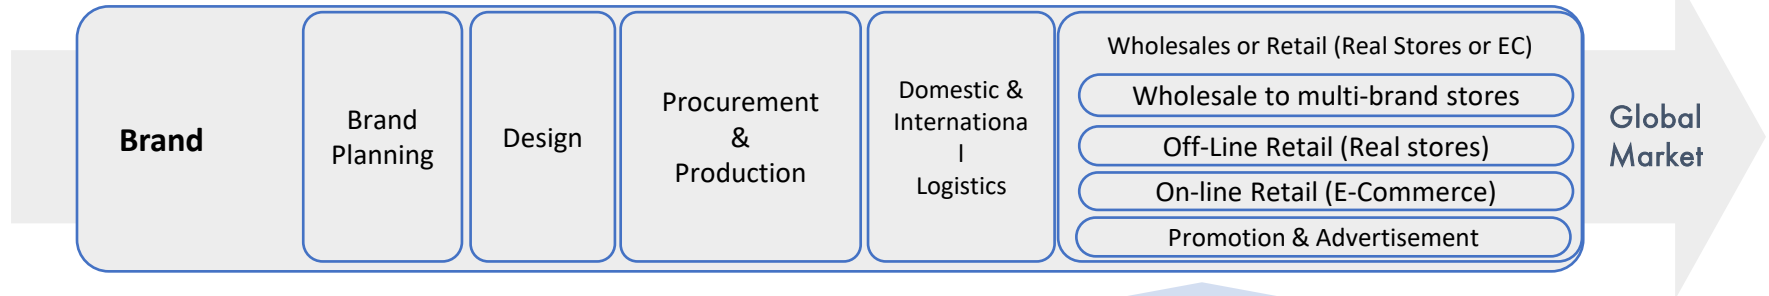 Brand
Brand
Planning
Design
Procurement
&
Production
Domestic &
Internationa
l
Logistics
Wholesales or Retail (Real Stores or EC)
Wholesale to multi-brand stores
Off-Line Retail (Real stores)
On-line Retail (E-Commerce)
Promotion & Advertisement
Global
Market